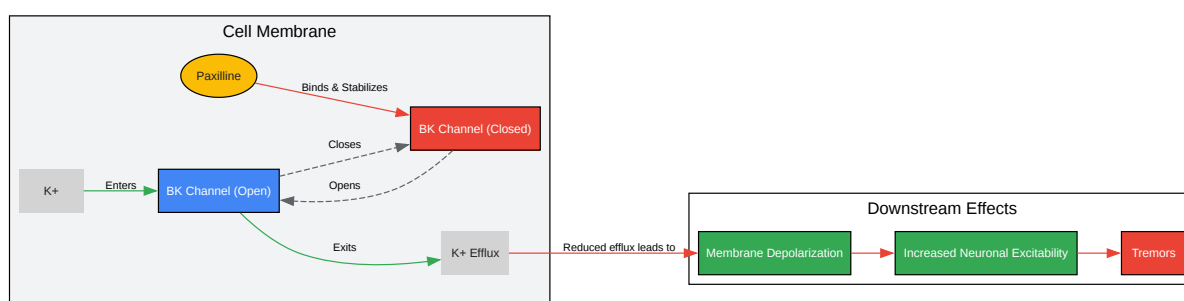 Cell Membrane
Paxilline
Binds & Stabilizes
BK Channel (Closed)
Closes
K+
Enters
BK Channel (Open)
Opens
Exits
K+ Efflux
Reduced efflux leads to
Downstream Effects
Membrane Depolarization
Increased Neuronal Excitability
Tremors